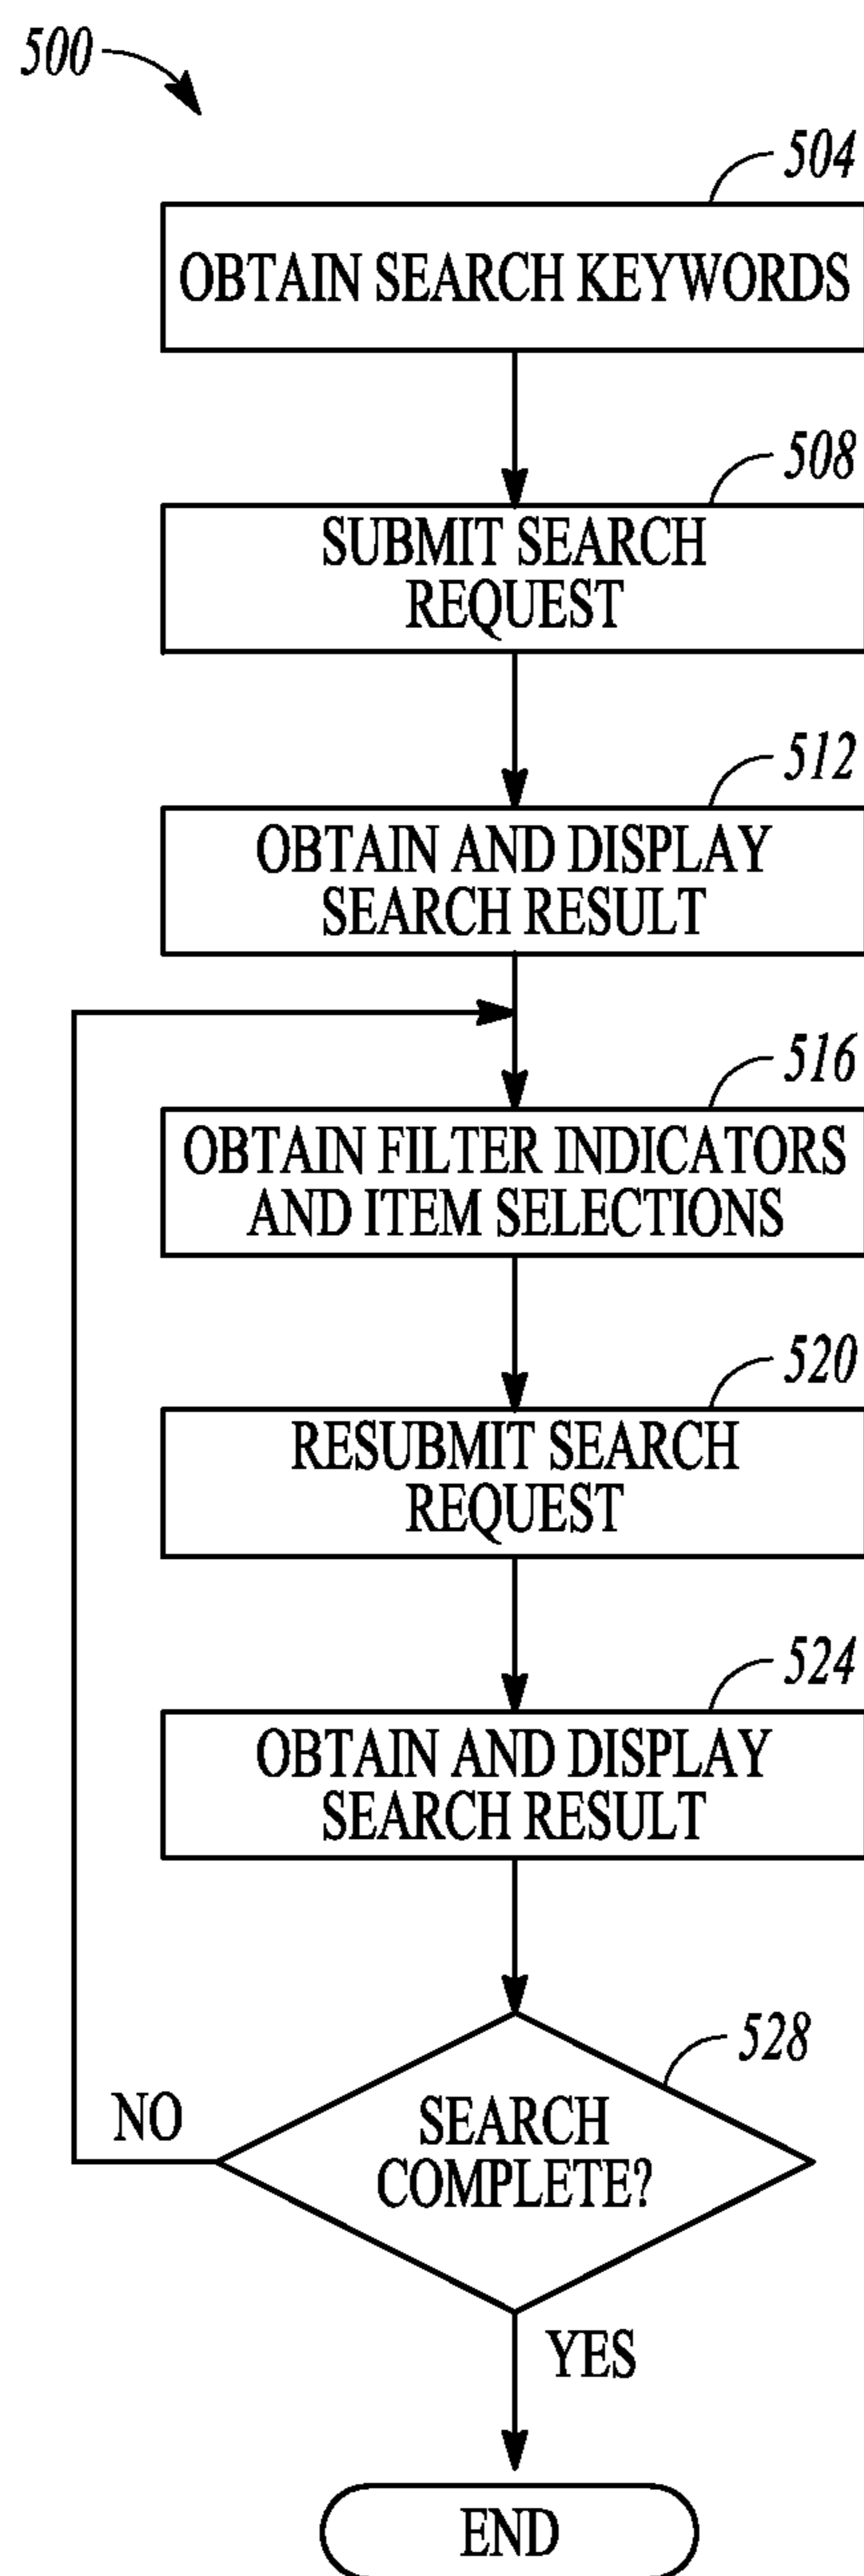 500
504
OBTAIN SEARCH KEYWORDS
508
SUBMIT SEARCH
REQUEST
512
OBTAIN AND DISPLAY
SEARCH RESULT
516
OBTAIN FILTER INDICATORS
AND ITEM SELECTIONS
520
RESUBMIT SEARCH
REQUEST
524
OBTAIN AND DISPLAY
SEARCH RESULT
528
NO
SEARCH
COMPLETE?
YES
END